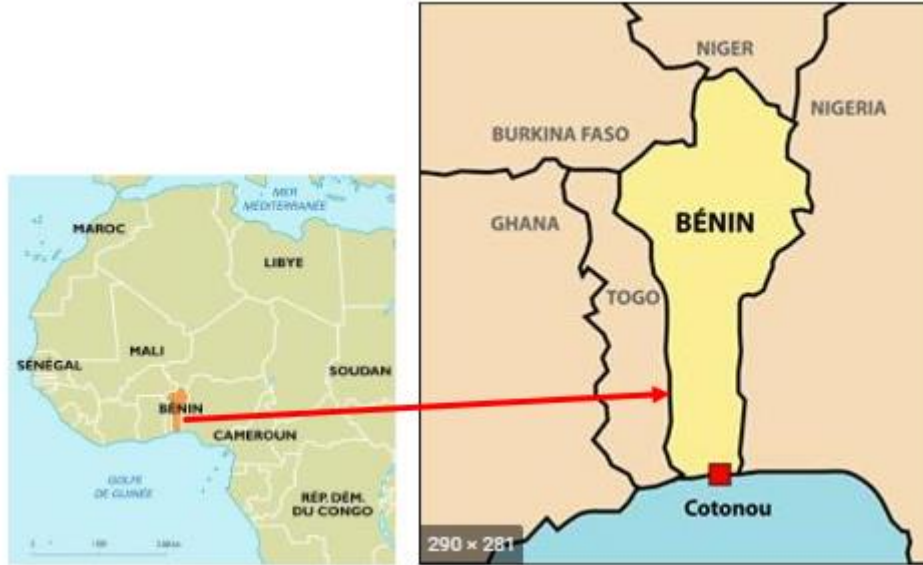 MER
MÉDITERRANÉE
MAROC
LIBYE
MALI
SÉNÉGAL
SOUDAN
BÉNIN
CAMEROUN
GOLFE
DE GUINÉE
RÉP. DÉM.
DU CONGO
NIGER
NIGERIA
BURKINA FASO
GHANA
BÉNIN
TOGO
Cotonou
290 × 281